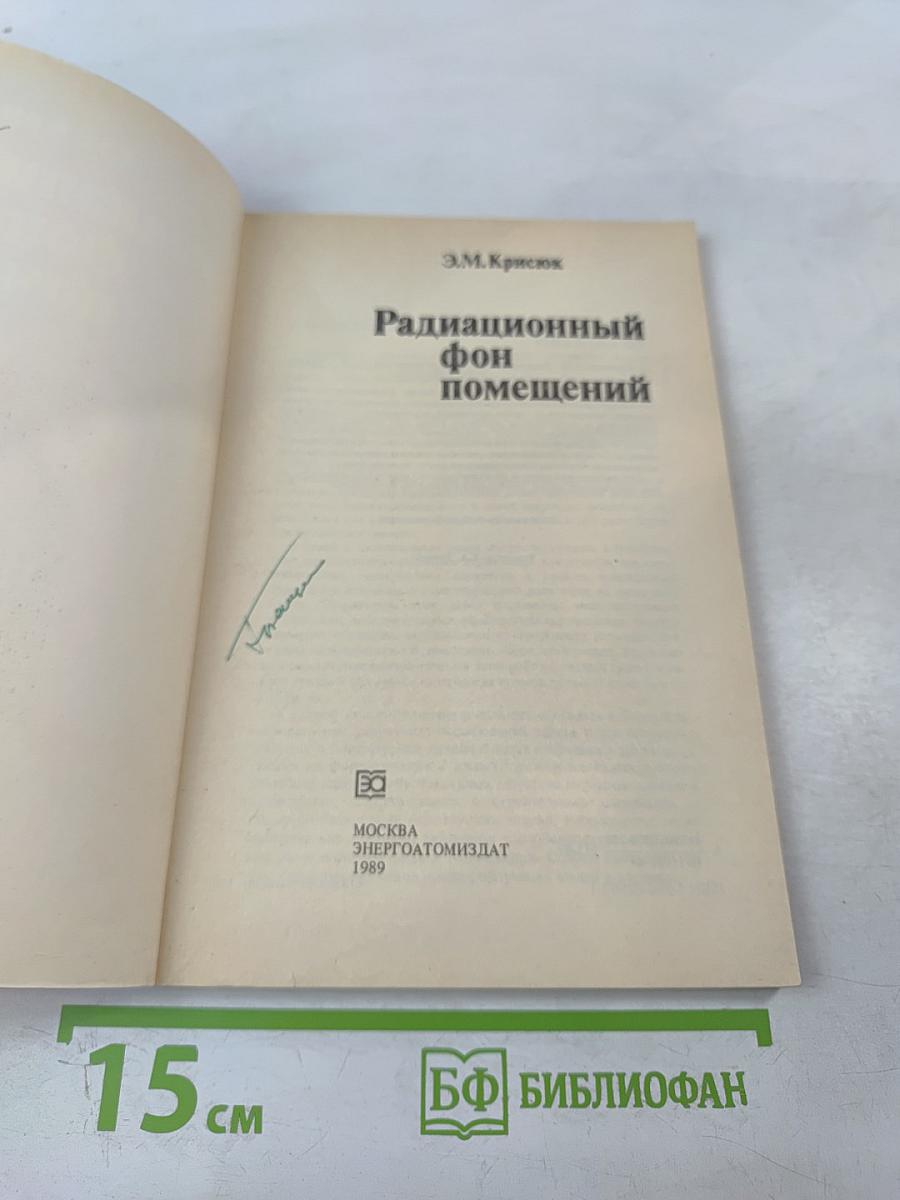 Э.М.Крисюк
Радиационный
фон
помещений
МОСКВА
ЭНЕРГОАТОМИЗДАТ
1989
15 см
БФ БИБЛИОФАН